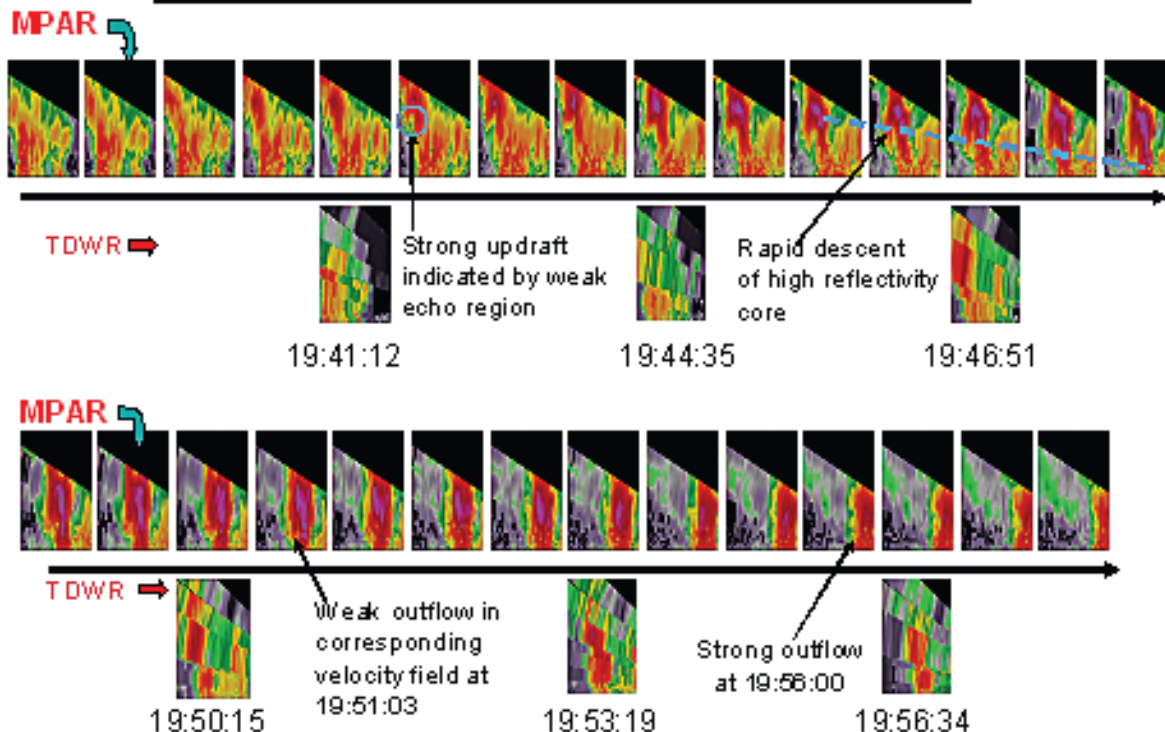 MPAR
TDWR
Strong updraft
indicated by weak
echo region
Rapid descent
of high reflectivity
core
19:41:12
19:44:35
19:46:51
MPAR
TDWR
Weak outflow in
corresponding
velocity field at
19:51:03
Strong outflow
at 19:56:00
19:50:15
19:53:19
19:56:34